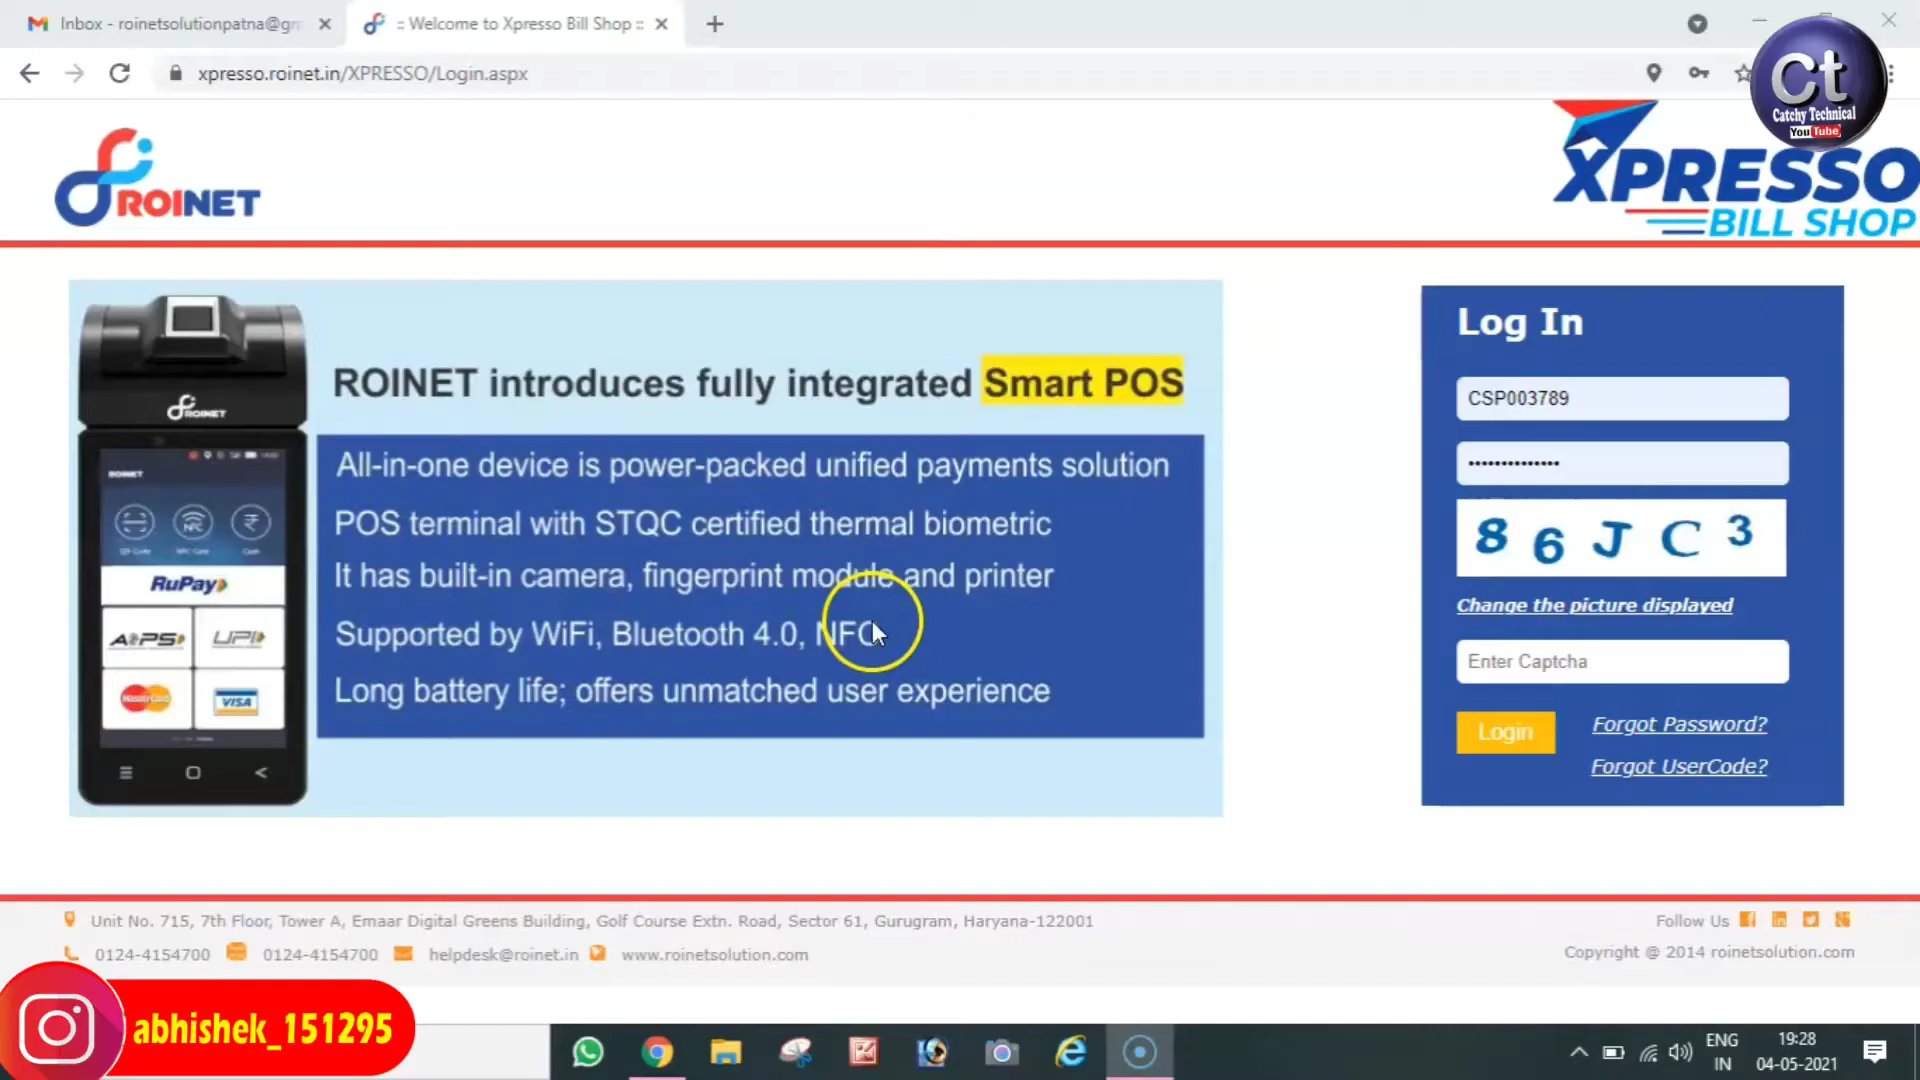 Inbox - roinetsolutionpatna@gm
:: Welcome to Xpresso Bill Shop ::
xpresso.roinet.in/XPRESSO/Login.aspx
Ct
Catchy Technical
YouTube
ROINET
XPRESSO
BILL SHOP
ROINET introduces fully integrated Smart POS
All-in-one device is power-packed unified payments solution
POS terminal with STQC certified thermal biometric
It has built-in camera, fingerprint module and printer
Supported by WiFi, Bluetooth 4.0, NFC
Long battery life; offers unmatched user experience
ROINET
ROINET
RuPay
AePS
UPI
MasterCard
VISA
Log In
CSP003789
86JC3
Change the picture displayed
Enter Captcha
Login
Forgot Password?
Forgot UserCode?
Unit No. 715, 7th Floor, Tower A, Emaar Digital Greens Building, Golf Course Extn. Road, Sector 61, Gurugram, Haryana-122001
Follow Us
0124-4154700 0124-4154700 helpdesk@roinet.in www.roinetsolution.com
Copyright @ 2014 roinetsolution.com
abhishek_151295
ENG
IN
19:28
04-05-2021